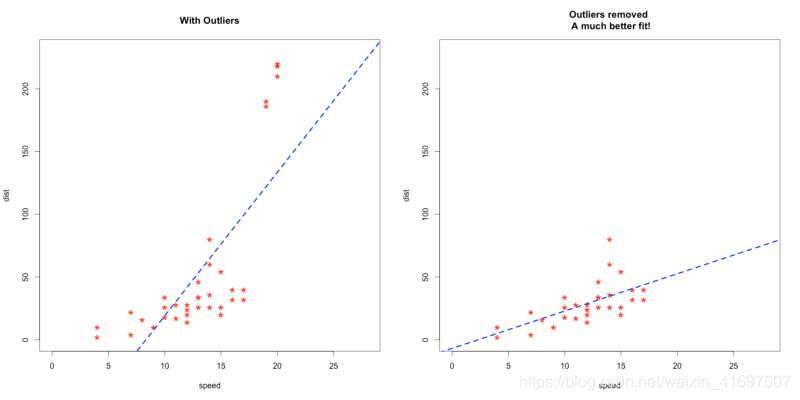 With Outliers
200
150
100
50
0
dist
0
5
10
15
20
25
speed
Outliers removed
A much better fit!
200
150
100
50
0
dist
0
5
10
15
20
25
speed
https://blog.csdn.net/weixin_41697507